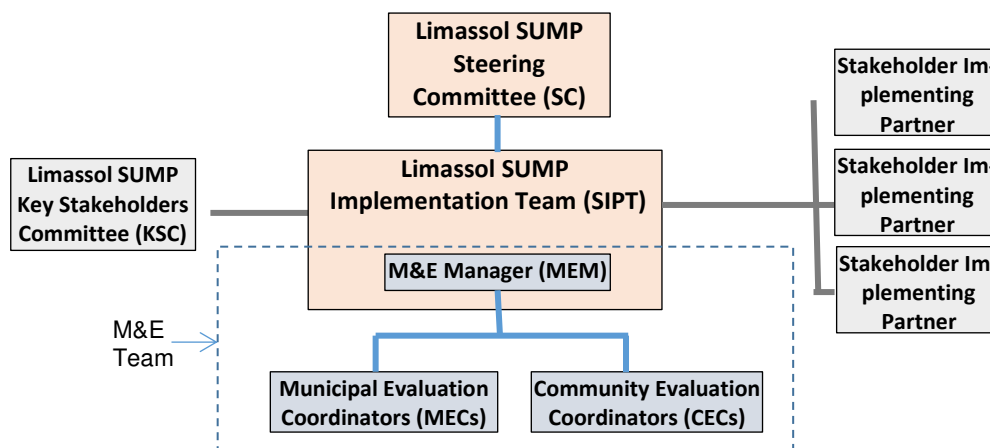 Limassol SUMP
Steering
Committee (SC)
Stakeholder Im-
plementing
Partner
Limassol SUMP
Key Stakeholders
Committee (KSC)
Limassol SUMP
Implementation Team (SIPT)
Stakeholder Im-
plementing
Partner
M&E Manager (MEM)
Stakeholder Im-
plementing
Partner
M&E
Team
Municipal Evaluation
Coordinators (MECs)
Community Evaluation
Coordinators (CECs)